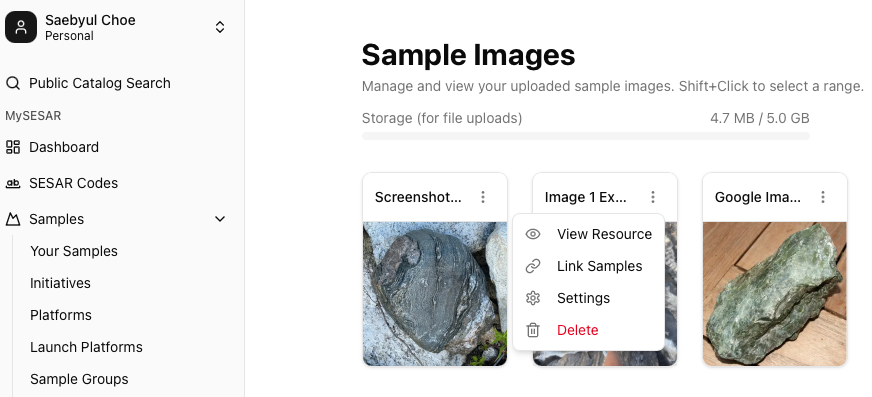 Saebyul Choe
Personal
Public Catalog Search
MySESAR
Dashboard
SESAR Codes
Samples
Your Samples
Initiatives
Platforms
Launch Platforms
Sample Groups
Sample Images
Manage and view your uploaded sample images. Shift+Click to select a range.
Storage (for file uploads) 4.7 MB / 5.0 GB
Screenshot... Image 1 Ex... Google Ima...
View Resource
Link Samples
Settings
Delete